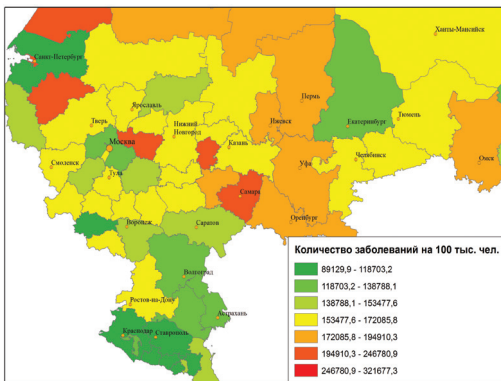 Ханты-Мансийск
Санкт-Петербург
Пермь
Ярославль
Тверь
Екатеринбург
Тюмень
Нижний
Новгород
Ижевск
Москва
Казань
Челябинск
Смоленск
Уфа
Омск
Тула
Самара
Оренбург
Воронеж
Саратов
Волгоград
Ростов-на-Дону
Астрахань
Краснодар
Ставрополь
Количество заболеваний на 100 тыс. чел.
89129,9 - 118703,2
118703,2 - 138788,1
138788,1 - 153477,6
153477,6 - 172085,8
172085,8 - 194910,3
194910,3 - 246780,9
246780,9 - 321677,3